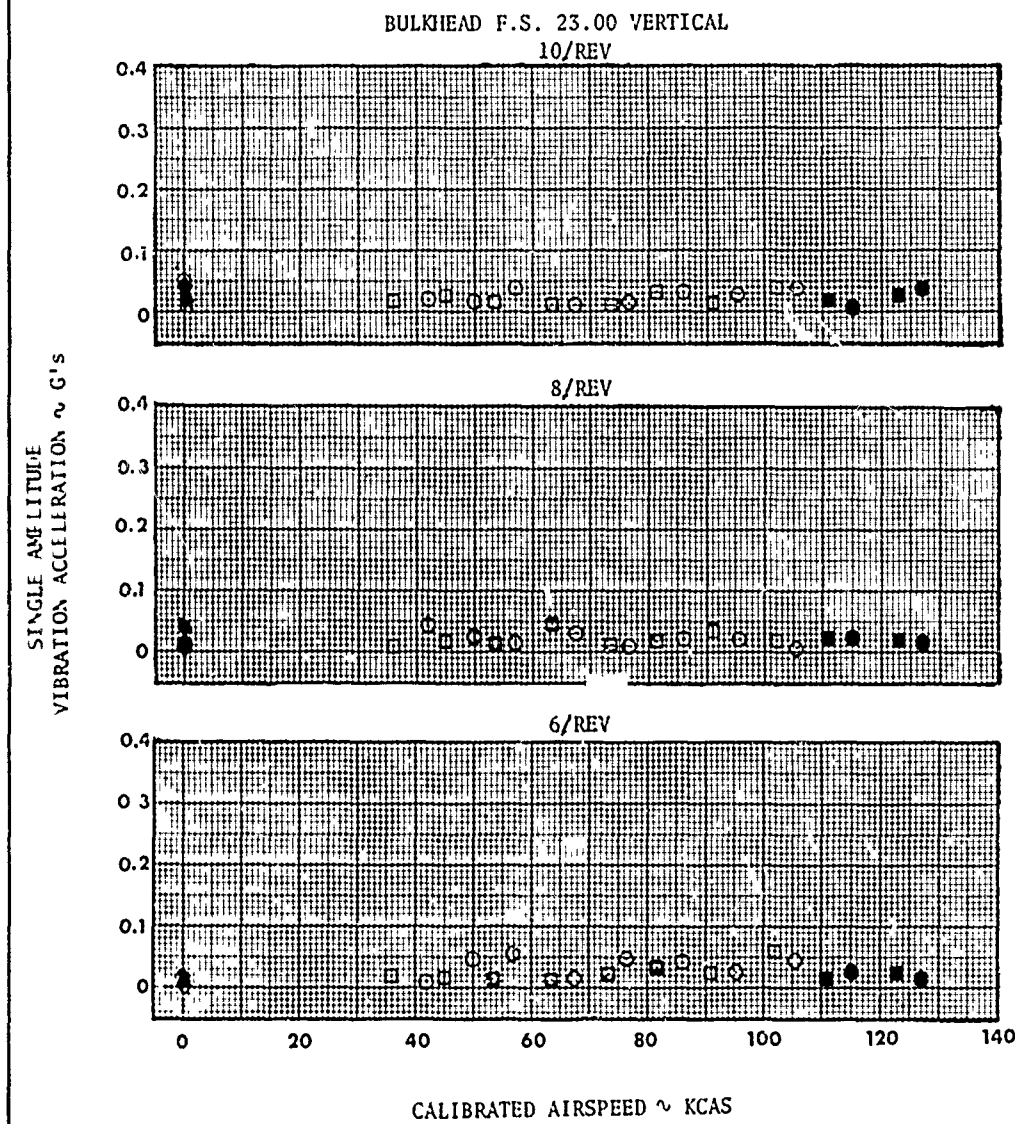 BULKHEAD F.S. 23.00 VERTICAL
10/REV
0.4
0.3
0.2
0.1
0
8/REV
0.4
0.3
0.2
0.1
0
SINGLE AMPLITUDE
VIBRATION ACCELERATION ~ G's
6/REV
0.4
0.3
0.2
0.1
0
0 20 40 60 80 100 120 140
CALIBRATED AIRSPEED ~ KCAS